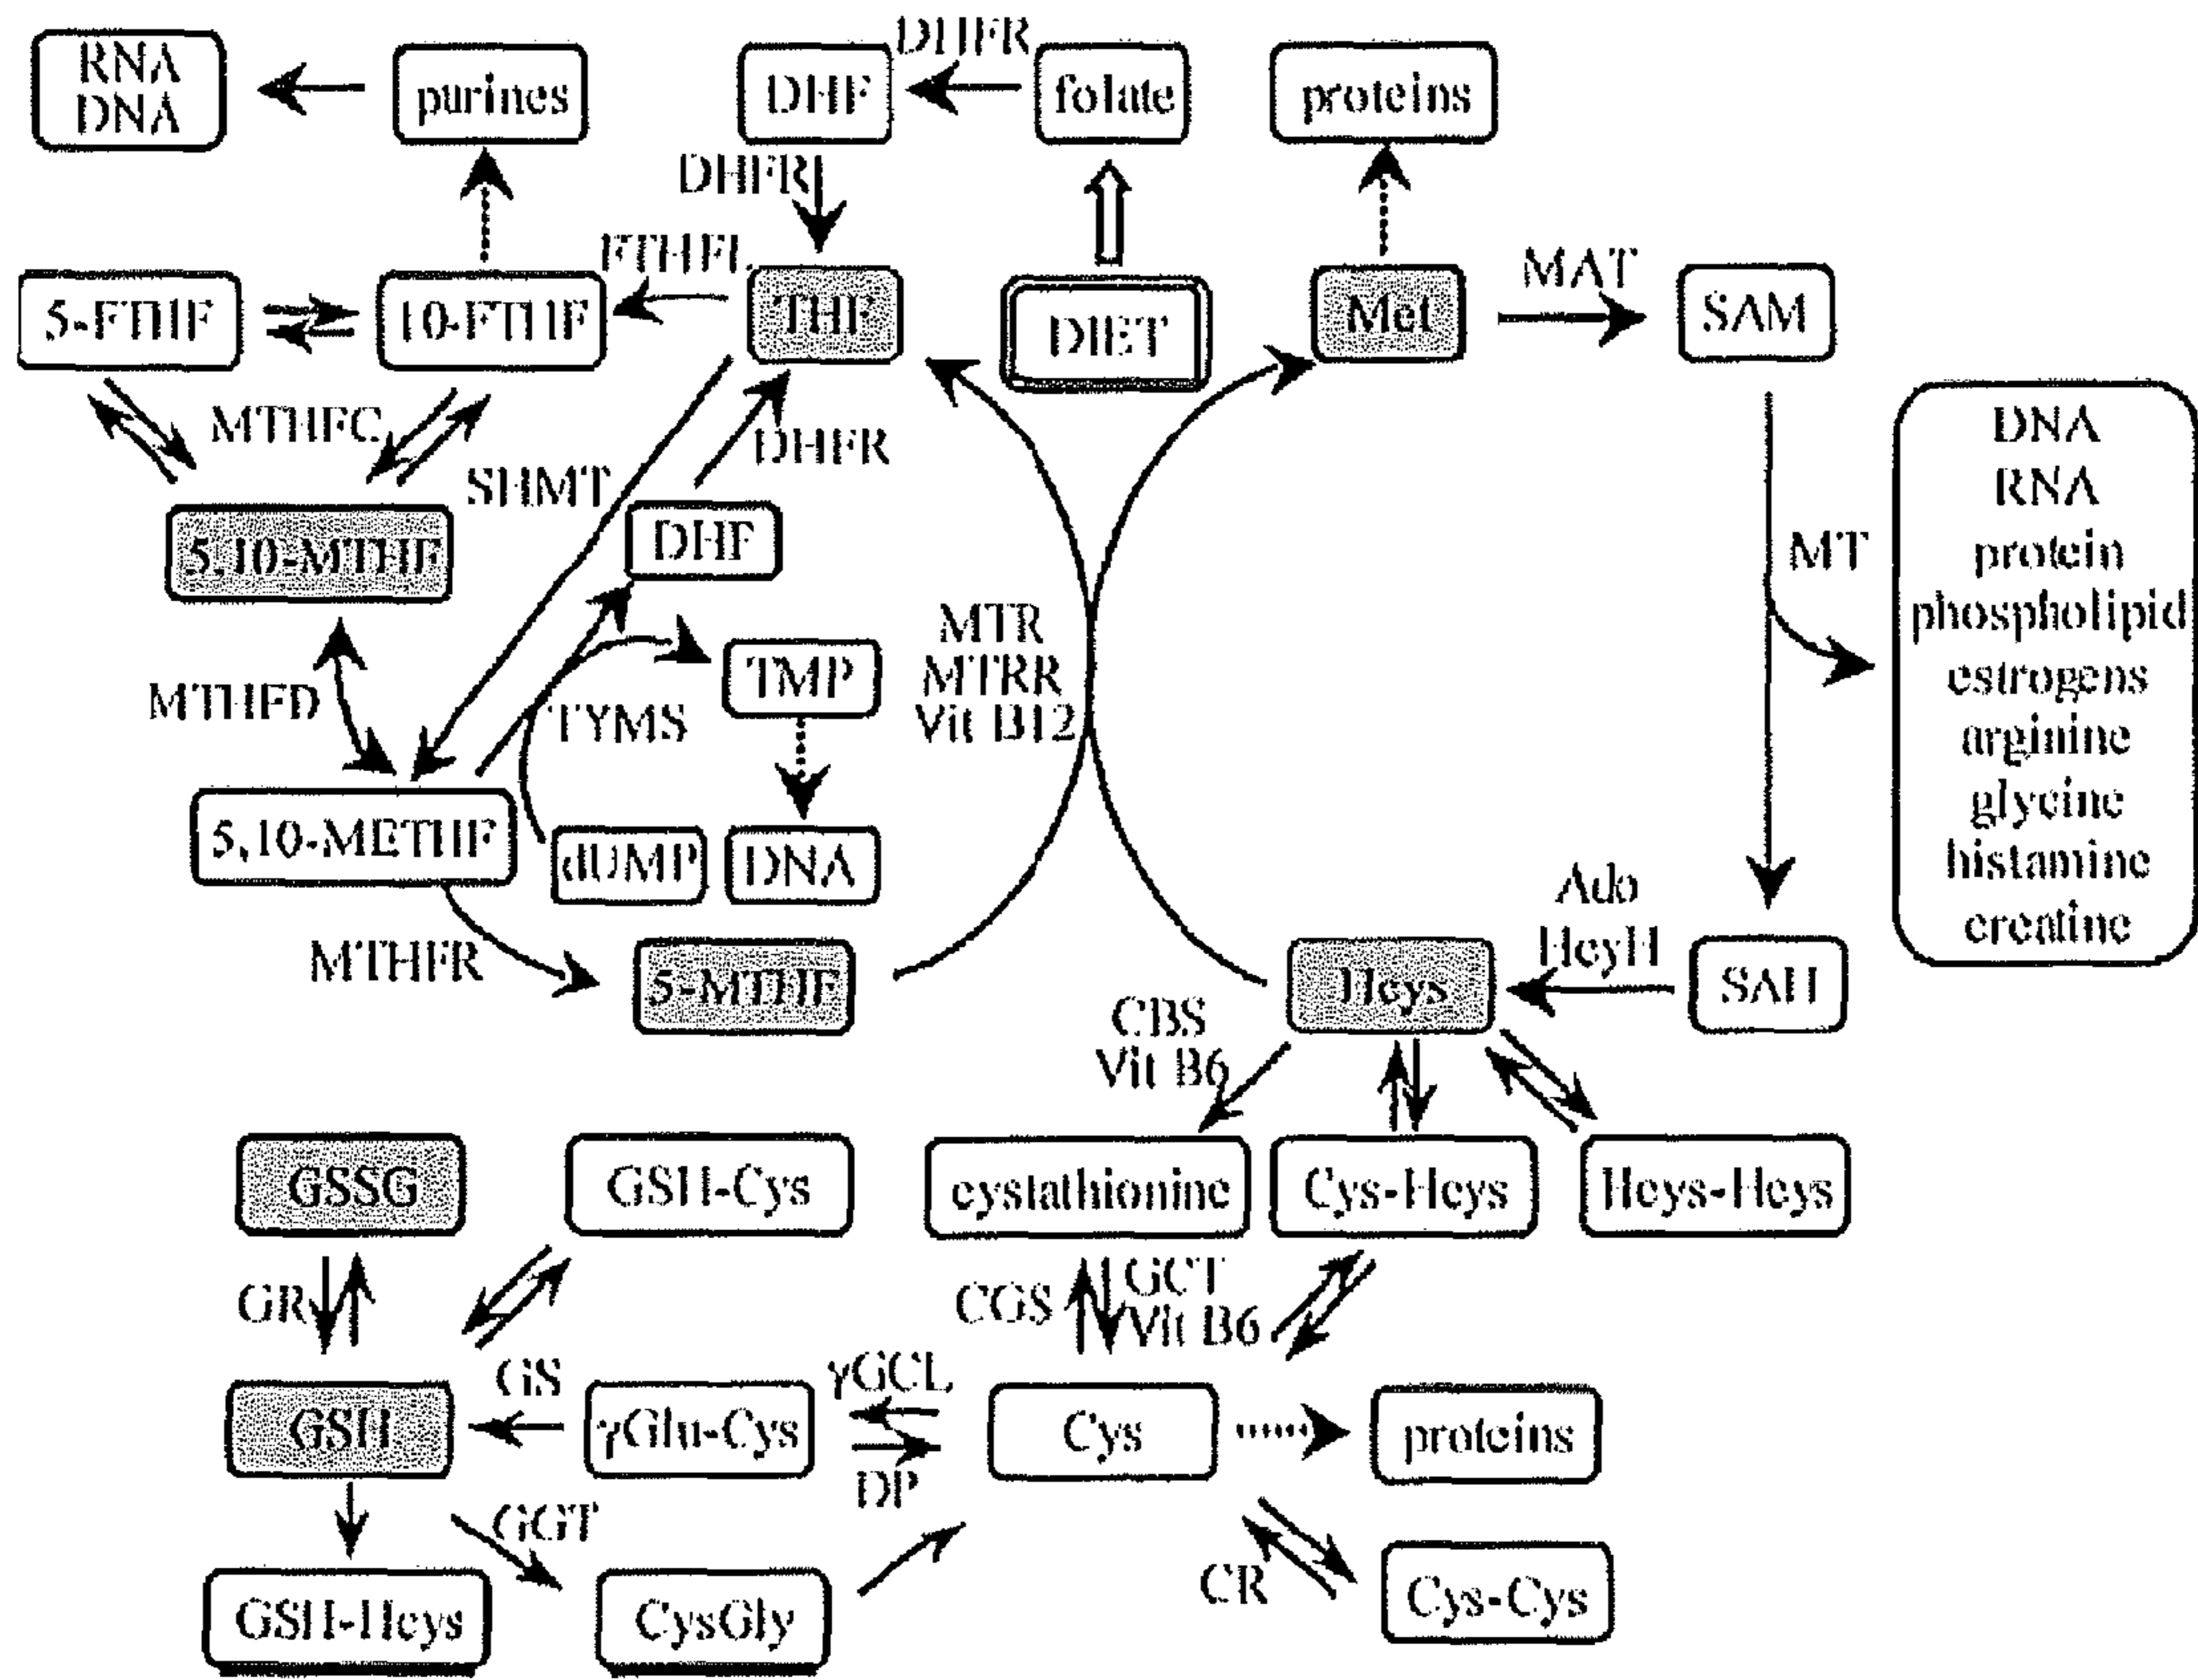 DHFR
RNA
DNA
purines
DHF
folate
proteins
DHFR
FTHFL
MAT
5-FTHF
10-FTHF
THF
DIET
Met
SAM
MTHFC
SHMT
DHFR
DNA
RNA
protein
phospholipid
estrogens
arginine
glycine
histamine
creatine
5,10-MTHF
DHF
MT
MTHFD
TYMS
TMP
MTR
MTRR
Vit B12
5,10-METHF
dUMP
DNA
Ado
HcyH
MTHFR
5-MTHF
Hcys
SAH
CBS
Vit B6
GSSG
GSH-Cys
cystathionine
Cys-Hcys
Hcys-Hcys
GR
CGS
GCT
Vit B6
GS
γGCL
GSH
γGlu-Cys
Cys
proteins
DP
GGT
CR
GSH-Hcys
CysGly
Cys-Cys